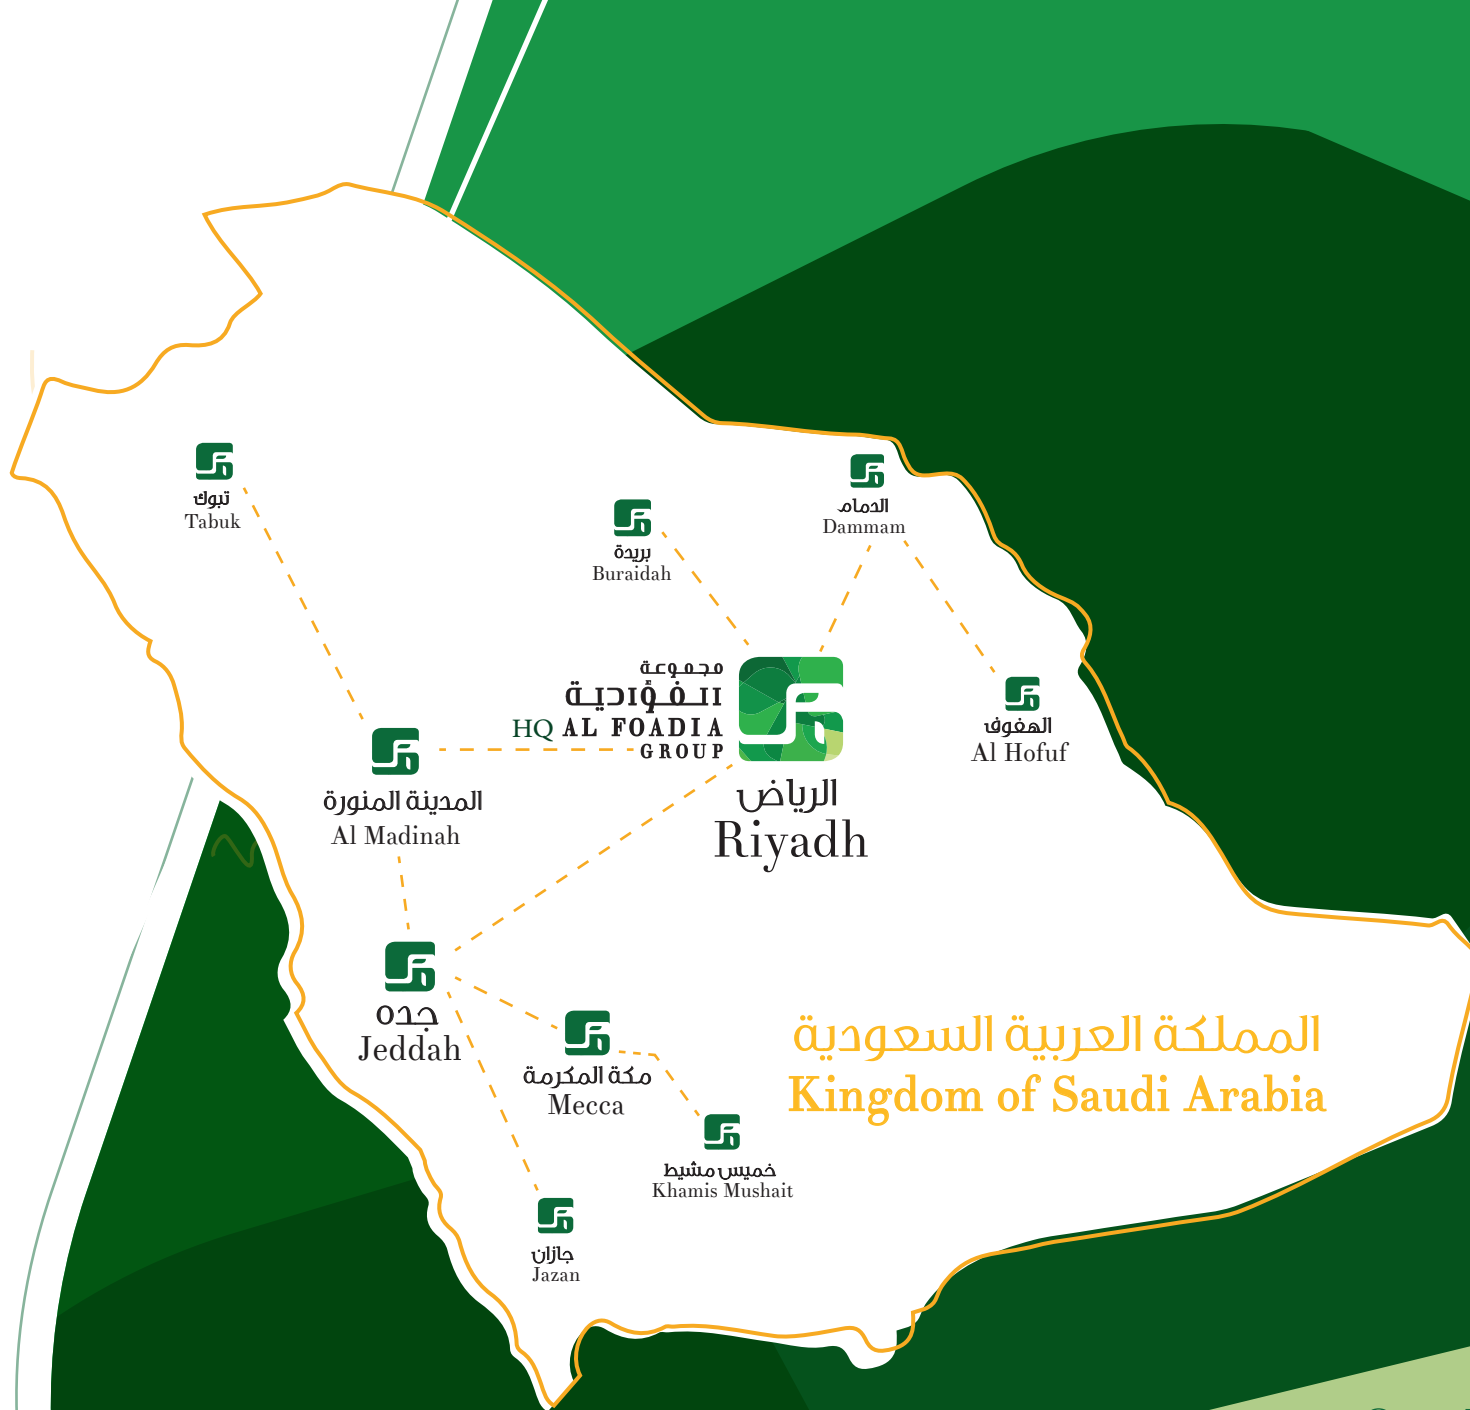 تبوك
Tabuk
بريدة
Buraidah
الدمام
Dammam
مجموعة
الفؤادية
HQ AL FOADIA
GROUP
الرياض
Riyadh
الهفوف
Al Hofuf
المدينة المنورة
Al Madinah
جده
Jeddah
مكة المكرمة
Mecca
المملكة العربية السعودية
Kingdom of Saudi Arabia
خميس مشيط
Khamis Mushait
جازان
Jazan